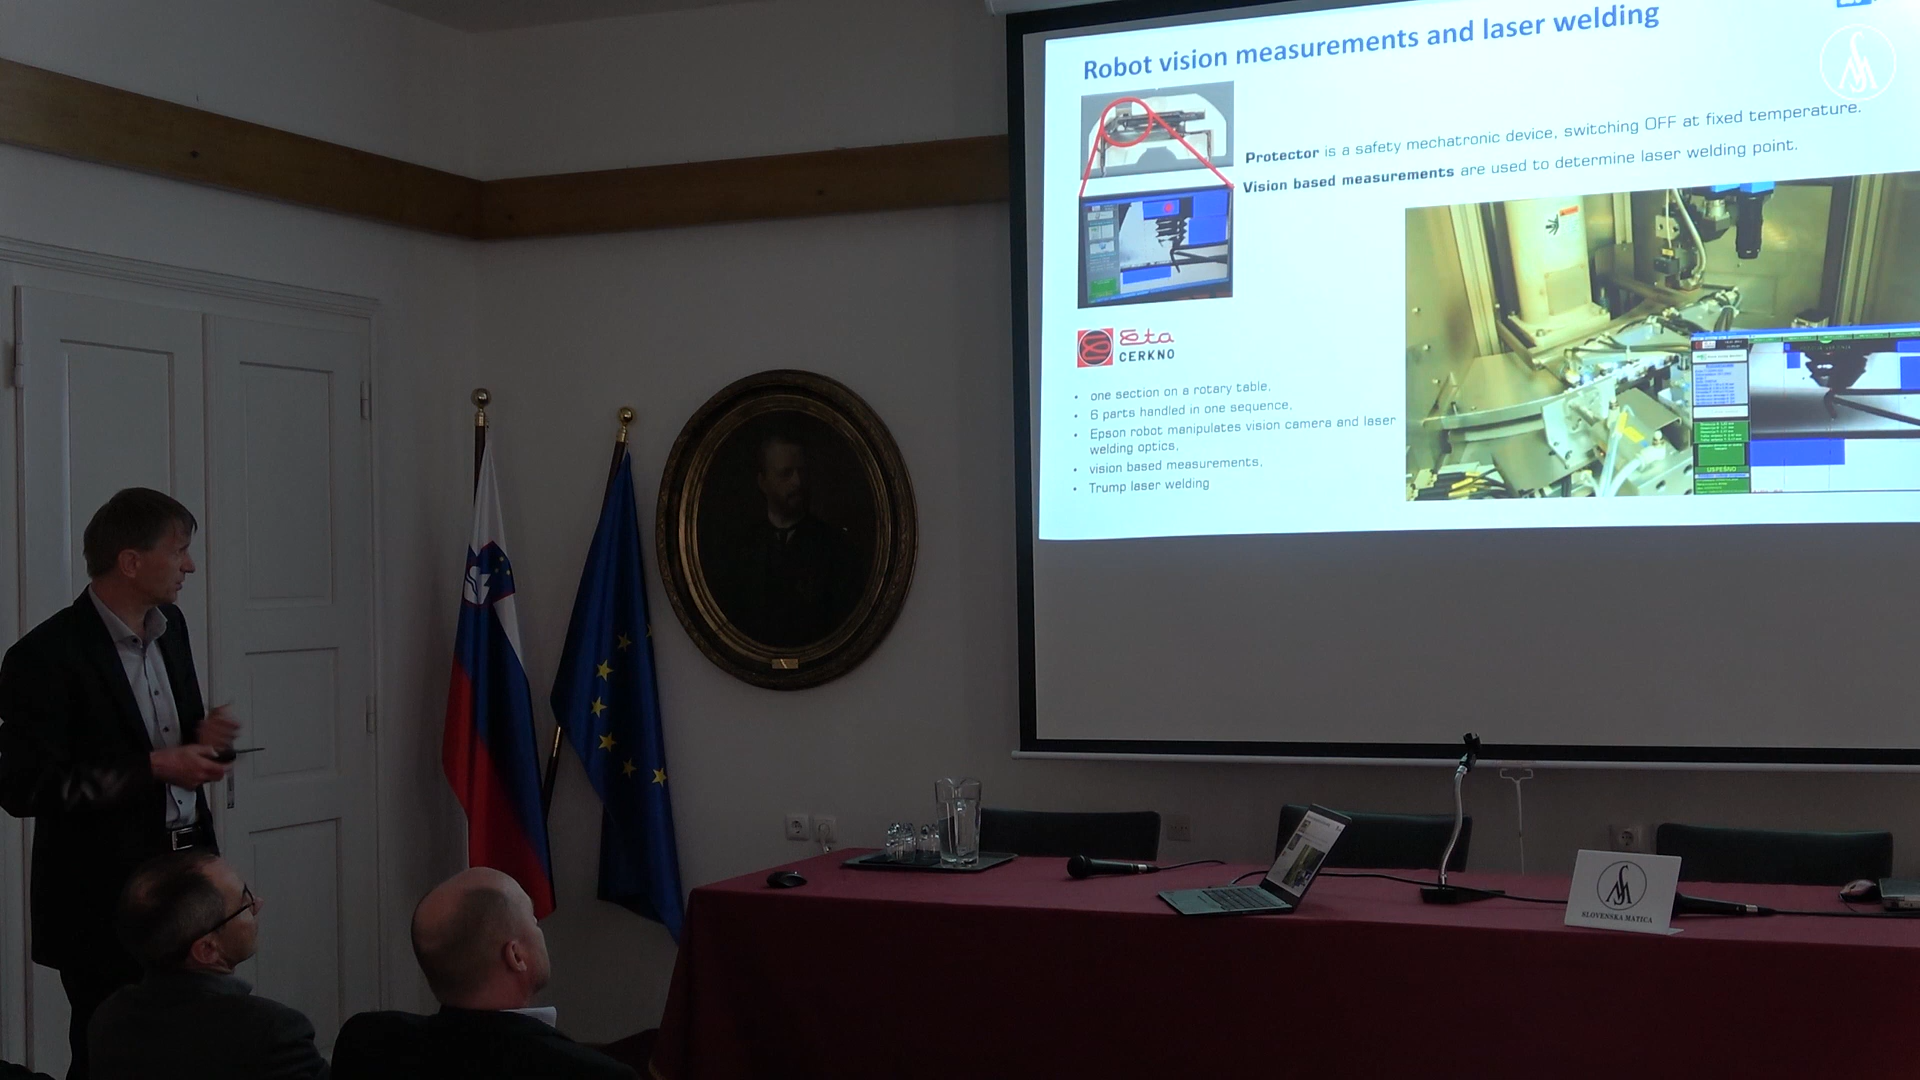 Robot vision measurements and laser welding
Protector is a safety mechatronic device, switching OFF at fixed temperature.
Vision based measurements are used to determine laser welding point.
Eta
CERKNO
• one section on a rotary table,
• 6 parts handled in one sequence,
• Epson robot manipulates vision camera and laser
welding optics,
• vision based measurements,
• Trump laser welding
USPEŠNO
SLOVENSKA MATICA